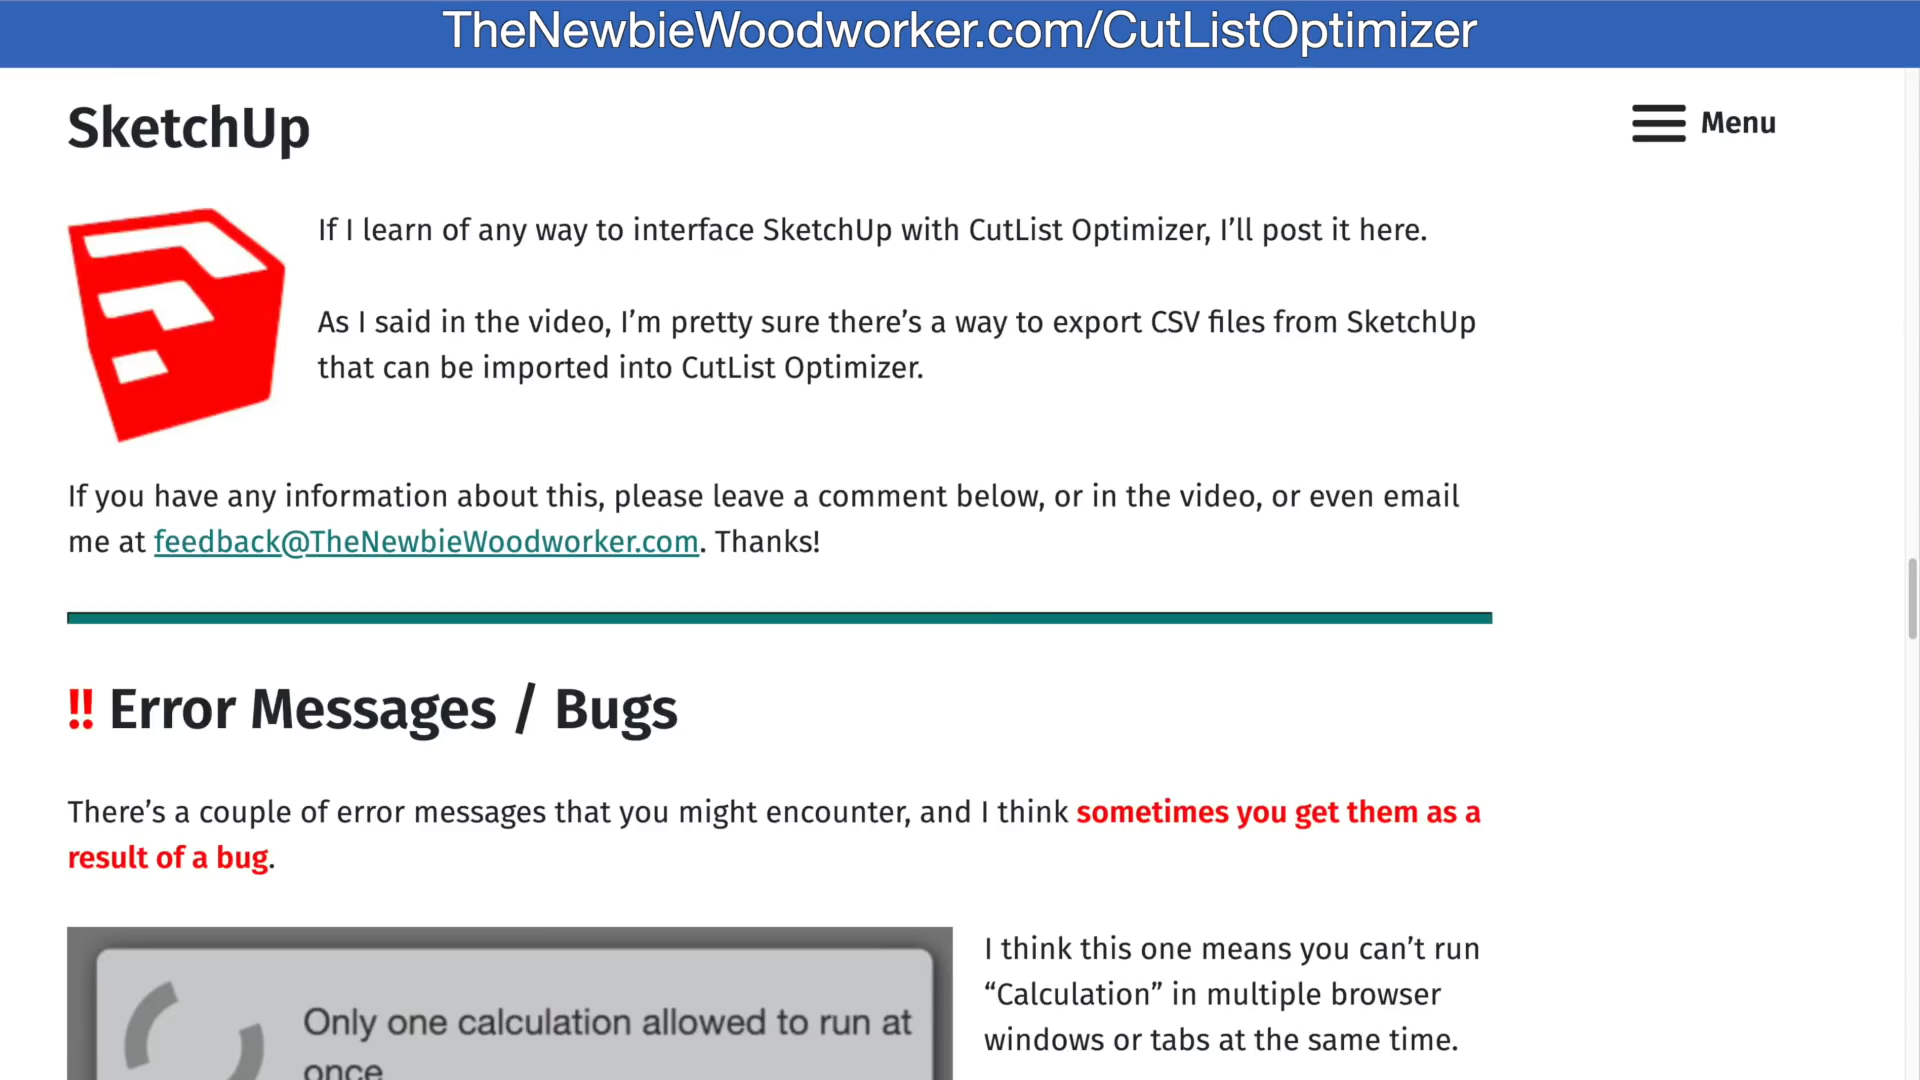 TheNewbieWoodworker.com/CutListOptimizer
SketchUp
Menu
If I learn of any way to interface SketchUp with CutList Optimizer, I’ll post it here.
As I said in the video, I’m pretty sure there’s a way to export CSV files from SketchUp
that can be imported into CutList Optimizer.
If you have any information about this, please leave a comment below, or in the video, or even email
me at feedback@TheNewbieWoodworker.com. Thanks!
!! Error Messages / Bugs
There’s a couple of error messages that you might encounter, and I think sometimes you get them as a
result of a bug.
Only one calculation allowed to run at
once
I think this one means you can’t run
“Calculation” in multiple browser
windows or tabs at the same time.